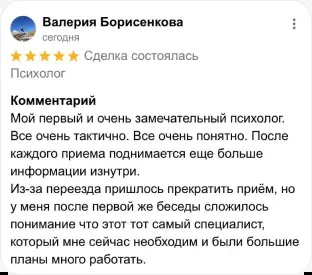 Валерия Борисенкова
сегодня
Сделка состоялась
Психолог
Комментарий
Мой первый и очень замечательный психолог.
Все очень тактично. Все очень понятно. После
каждого приема поднимается еще больше
информации изнутри.
Из-за переезда пришлось прекратить приём, но
у меня после первой же беседы сложилось
понимание что этот тот самый специалист,
который мне сейчас необходим и были большие
планы много работать.